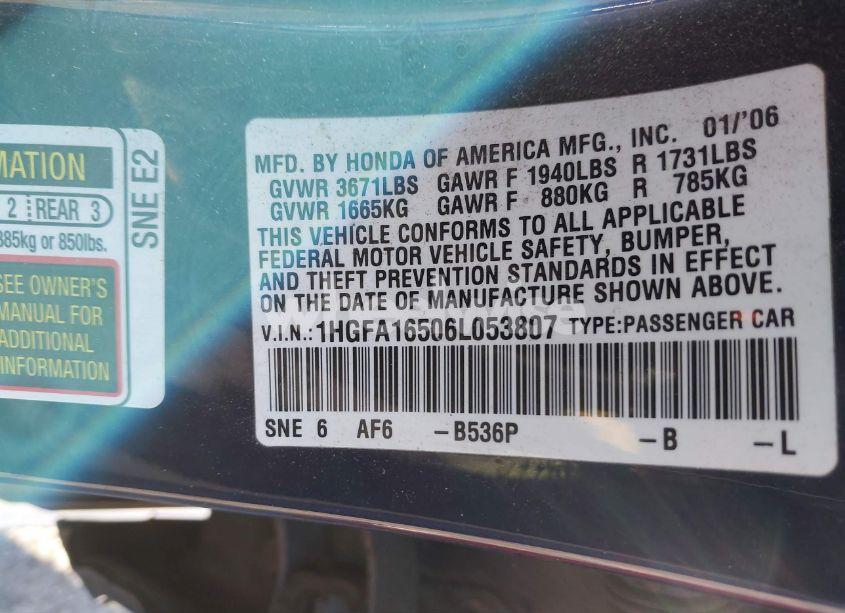 MATION
2 REAR 3
385kg or 850lbs.
SEE OWNER'S
MANUAL FOR
ADDITIONAL
INFORMATION
SNE E2
MFD. BY HONDA OF AMERICA MFG., INC. 01/'06
GVWR 3671LBS GAWR F 1940LBS R 1731LBS
GVWR 1665KG GAWR F 880KG R 785KG
THIS VEHICLE CONFORMS TO ALL APPLICABLE
FEDERAL MOTOR VEHICLE SAFETY, BUMPER,
AND THEFT PREVENTION STANDARDS IN EFFECT
ON THE DATE OF MANUFACTURE SHOWN ABOVE.
V.I.N.:1HGFA16506L053807 TYPE:PASSENGER CAR
SNE 6 AF6 -B536P -B -L